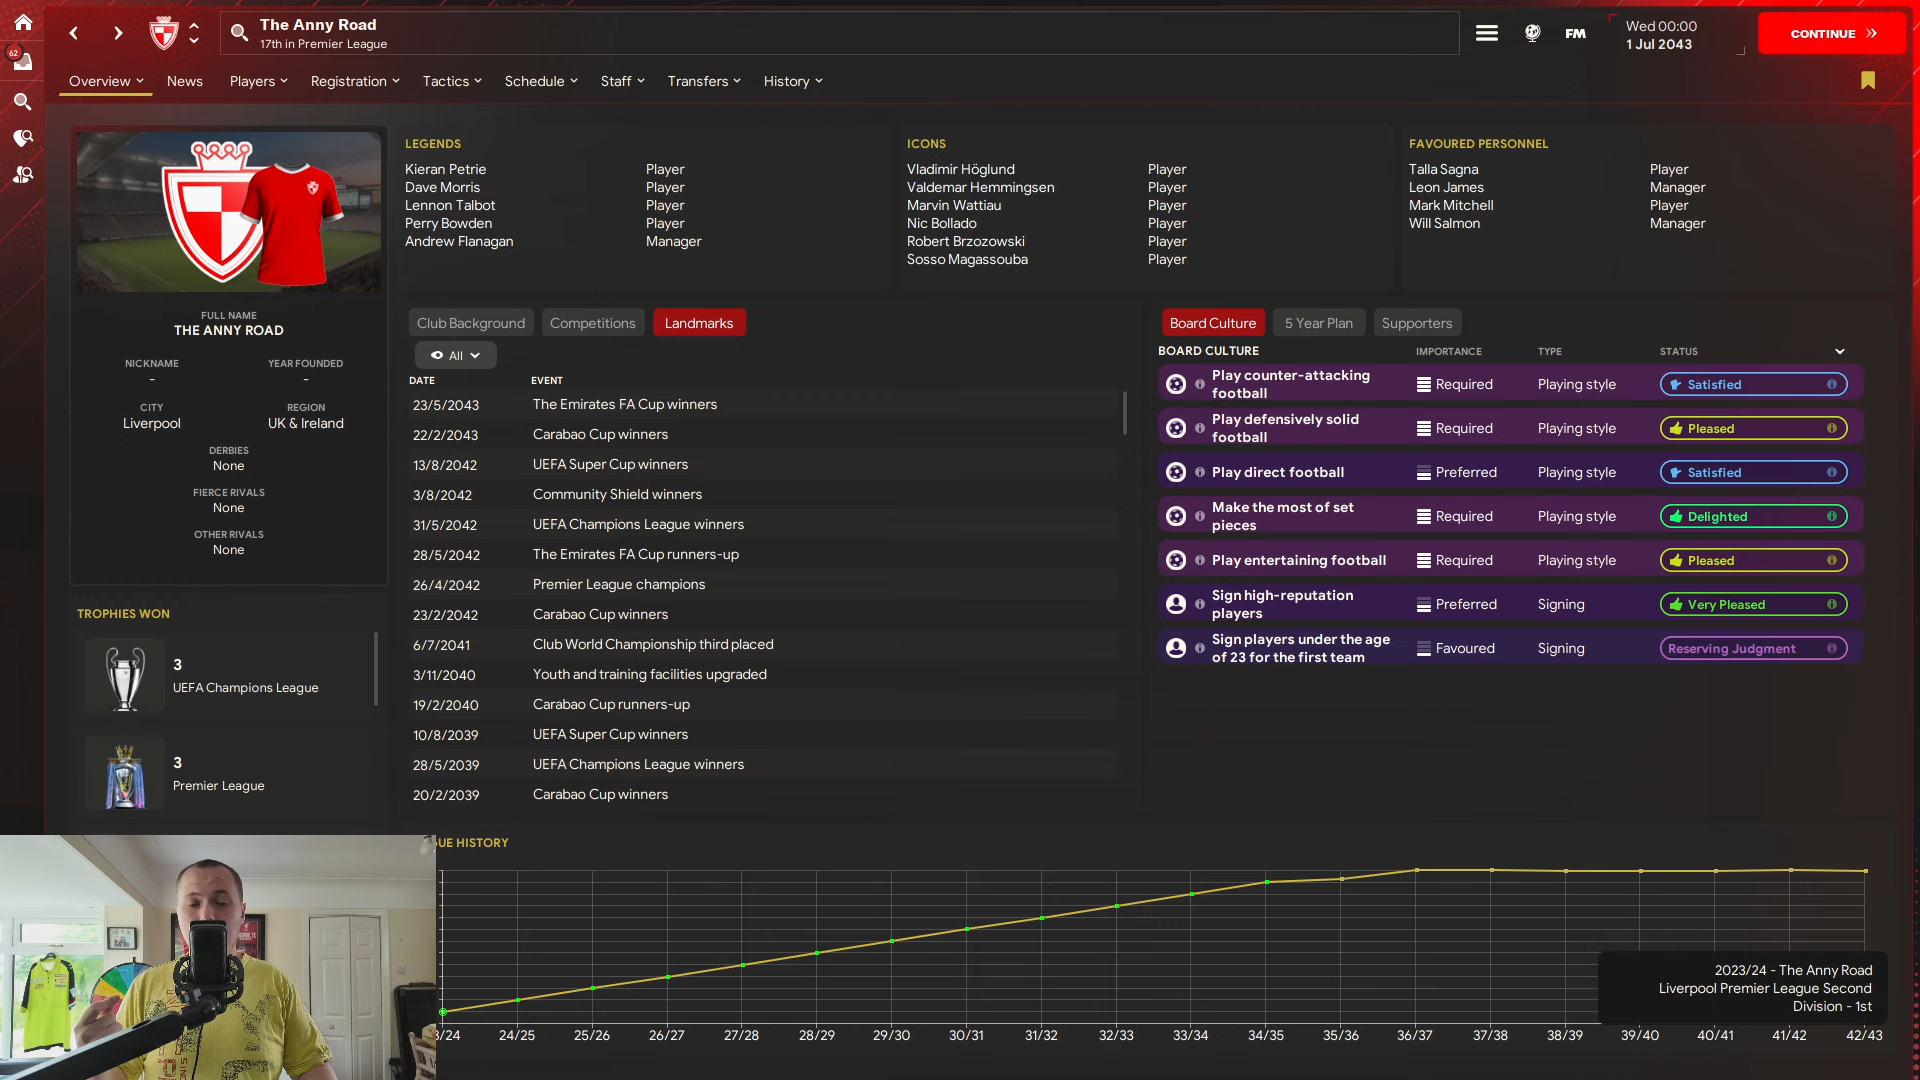 The Anny Road
17th in Premier League
FM
Wed 00:00
1 Jul 2043
CONTINUE
62
Overview
News
Players
Registration
Tactics
Schedule
Staff
Transfers
History
FULL NAME
THE ANNY ROAD
NICKNAME
YEAR FOUNDED
-
-
CITY
REGION
Liverpool
UK & Ireland
DERBIES
None
FIERCE RIVALS
None
OTHER RIVALS
None
TROPHIES WON
3
UEFA Champions League
3
Premier League
LEGENDS
Kieran Petrie Player
Dave Morris Player
Lennon Talbot Player
Perry Bowden Player
Andrew Flanagan Manager
ICONS
Vladimir Höglund Player
Valdemar Hemmingsen Player
Marvin Wattiau Player
Nic Bollado Player
Robert Brzozowski Player
Sosso Magassouba Player
FAVOURED PERSONNEL
Talla Sagna Player
Leon James Manager
Mark Mitchell Player
Will Salmon Manager
Club Background Competitions Landmarks
All
DATE EVENT
23/5/2043 The Emirates FA Cup winners
22/2/2043 Carabao Cup winners
13/8/2042 UEFA Super Cup winners
3/8/2042 Community Shield winners
31/5/2042 UEFA Champions League winners
28/5/2042 The Emirates FA Cup runners-up
26/4/2042 Premier League champions
23/2/2042 Carabao Cup winners
6/7/2041 Club World Championship third placed
3/11/2040 Youth and training facilities upgraded
19/2/2040 Carabao Cup runners-up
10/8/2039 UEFA Super Cup winners
28/5/2039 UEFA Champions League winners
20/2/2039 Carabao Cup winners
Board Culture 5 Year Plan Supporters
BOARD CULTURE IMPORTANCE TYPE STATUS
Play counter-attacking
football
Required Playing style Satisfied
Play defensively solid
football
Required Playing style Pleased
Play direct football Preferred Playing style Satisfied
Make the most of set
pieces
Required Playing style Delighted
Play entertaining football Required Playing style Pleased
Sign high-reputation
players
Preferred Signing Very Pleased
Sign players under the age
of 23 for the first team
Favoured Signing Reserving Judgment
UE HISTORY
2023/24 - The Anny Road
Liverpool Premier League Second
Division - 1st
3/24 24/25 25/26 26/27 27/28 28/29 29/30 30/31 31/32 32/33 33/34 34/35 35/36 36/37 37/38 38/39 39/40 40/41 41/42 42/43